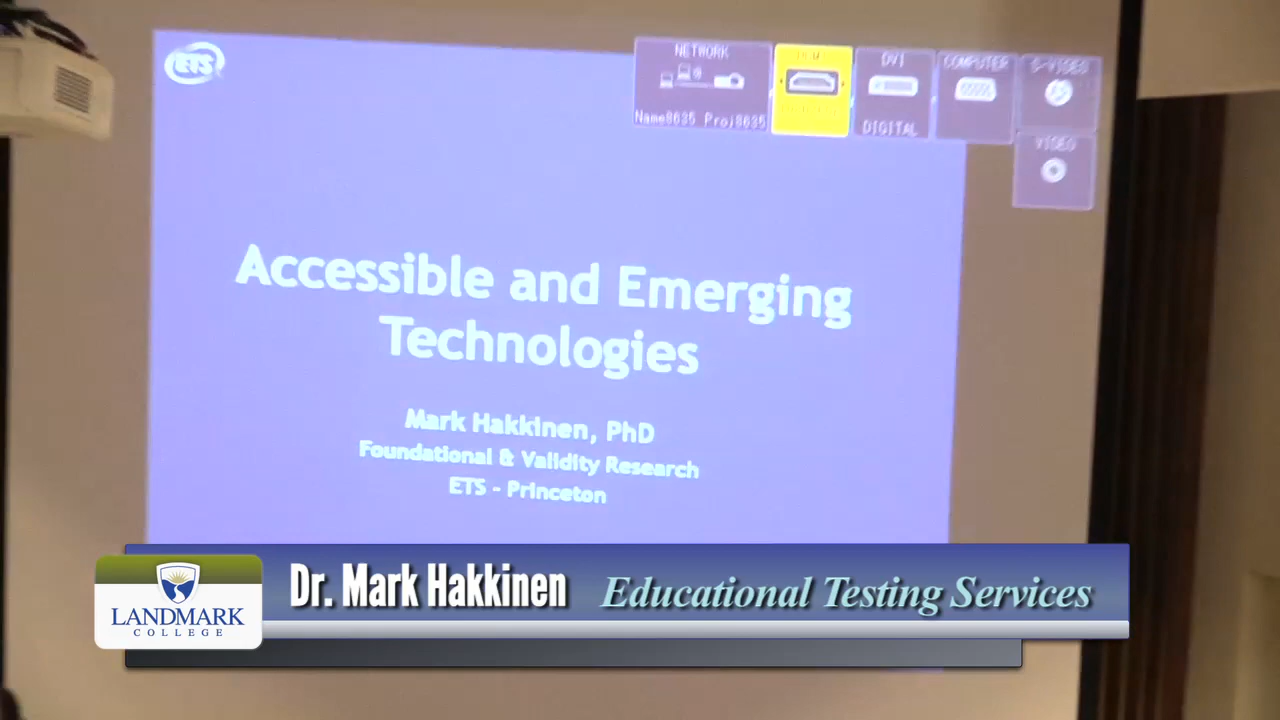 ETS
NETWORK
Name8635 Proj8635
DVI
DIGITAL
COMPUTER
S-VIDEO
VIDEO
Accessible and Emerging
Technologies
Mark Hakkinen, PhD
Foundational & Validity Research
ETS - Princeton
LANDMARK
COLLEGE
Dr. Mark Hakkinen Educational Testing Services